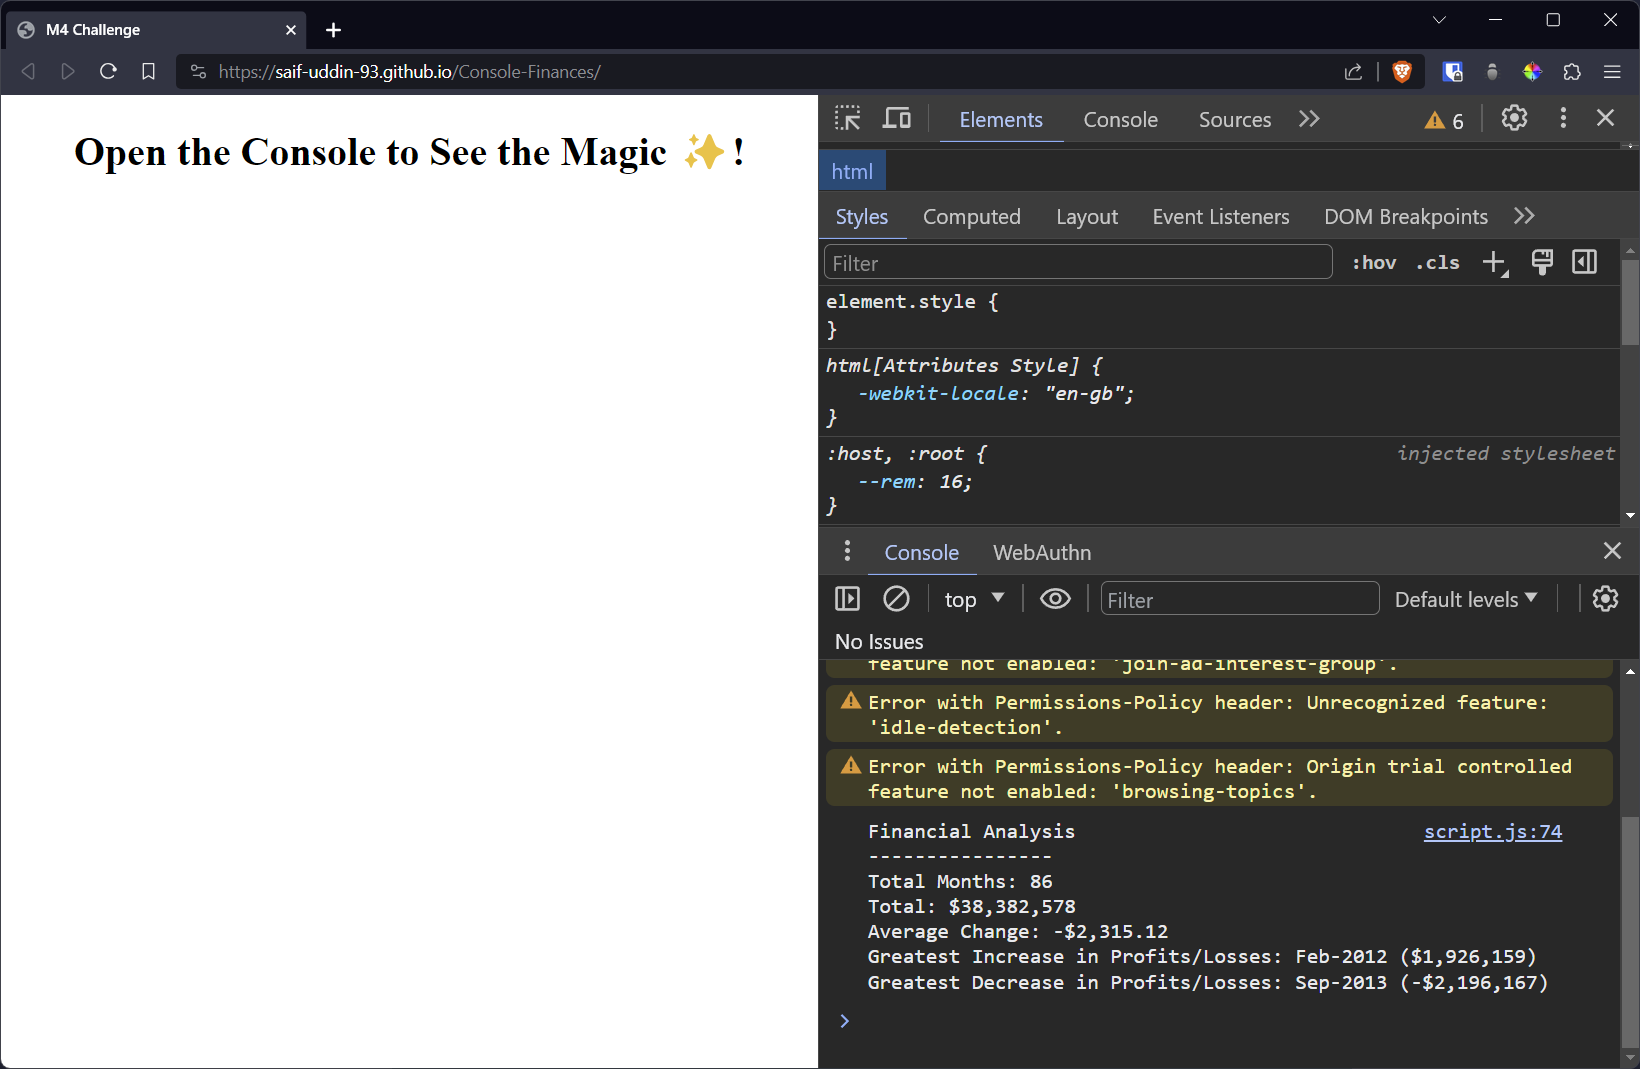 M4 Challenge
https://saif-uddin-93.github.io/Console-Finances/
Open the Console to See the Magic ✨!
Elements Console Sources 6
html
Styles Computed Layout Event Listeners DOM Breakpoints
Filter :hov .cls
element.style {
}
html[Attributes Style] {
-webkit-locale: "en-gb";
}
:host, :root { injected stylesheet
--rem: 16;
}
Console WebAuthn
top Filter Default levels
No Issues
feature not enabled: 'join-ad-interest-group'.
Error with Permissions-Policy header: Unrecognized feature:
'idle-detection'.
Error with Permissions-Policy header: Origin trial controlled
feature not enabled: 'browsing-topics'.
Financial Analysis script.js:74
----------------
Total Months: 86
Total: $38,382,578
Average Change: -$2,315.12
Greatest Increase in Profits/Losses: Feb-2012 ($1,926,159)
Greatest Decrease in Profits/Losses: Sep-2013 (-$2,196,167)